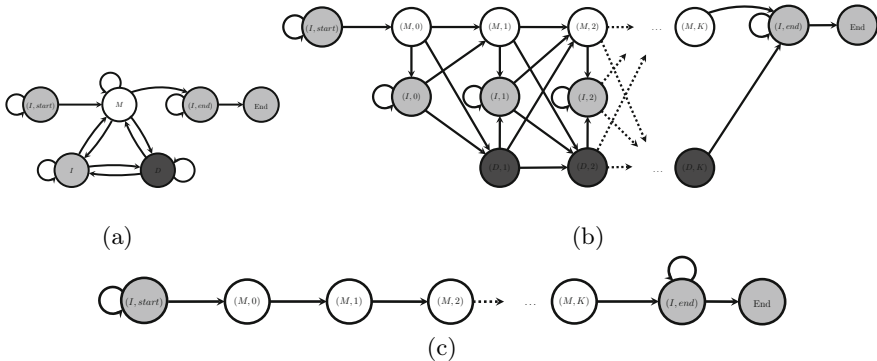 (I, start) (M, 0) (M, 1) (M, 2) ... (M, K) (I, end) End
(I, 0) (I, 1) (I, 2)
(D, 1) (D, 2) ... (D, K)
(I, start) M (I, end) End
I D
(a) (b)
(I, start) (M, 0) (M, 1) (M, 2) ... (M, K) (I, end) End
(c)